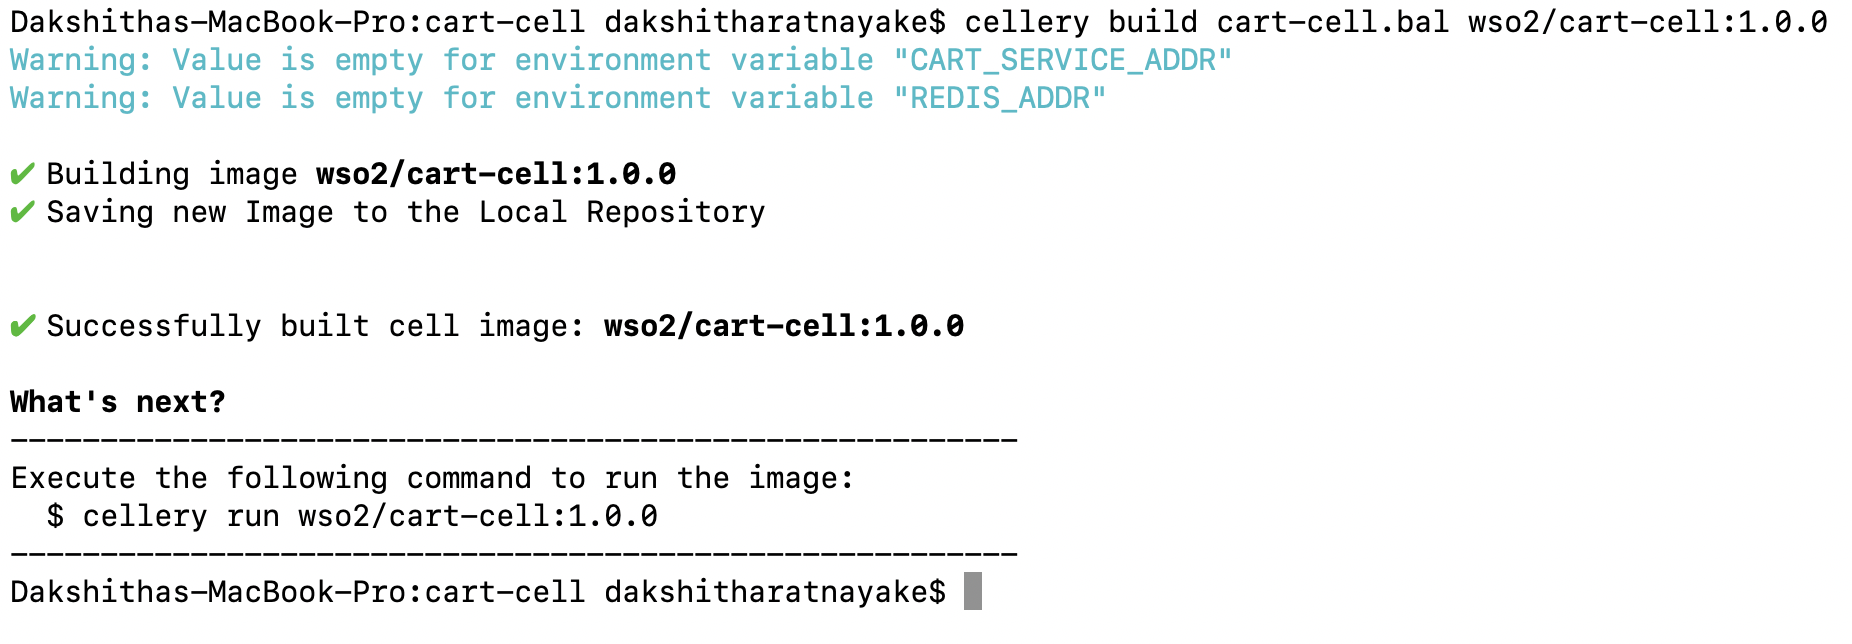 Dakshithas-MacBook-Pro:cart-cell dakshitharatnayake$ cellery build cart-cell.bal wso2/cart-cell:1.0.0
Warning: Value is empty for environment variable "CART_SERVICE_ADDR"
Warning: Value is empty for environment variable "REDIS_ADDR"
✔ Building image wso2/cart-cell:1.0.0
✔ Saving new Image to the Local Repository
✔ Successfully built cell image: wso2/cart-cell:1.0.0
What's next?
--------------------------------------------------------
Execute the following command to run the image:
  $ cellery run wso2/cart-cell:1.0.0
--------------------------------------------------------
Dakshithas-MacBook-Pro:cart-cell dakshitharatnayake$